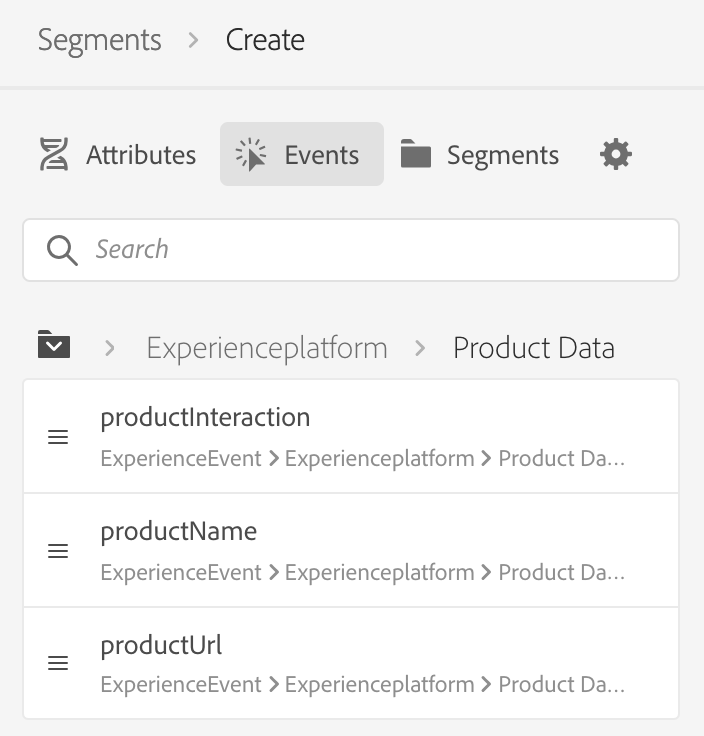 Segments > Create
Attributes Events Segments
Search
> Experienceplatform > Product Data
productInteraction
ExperienceEvent > Experienceplatform > Product Da...
productName
ExperienceEvent > Experienceplatform > Product Da...
productUrl
ExperienceEvent > Experienceplatform > Product Da...